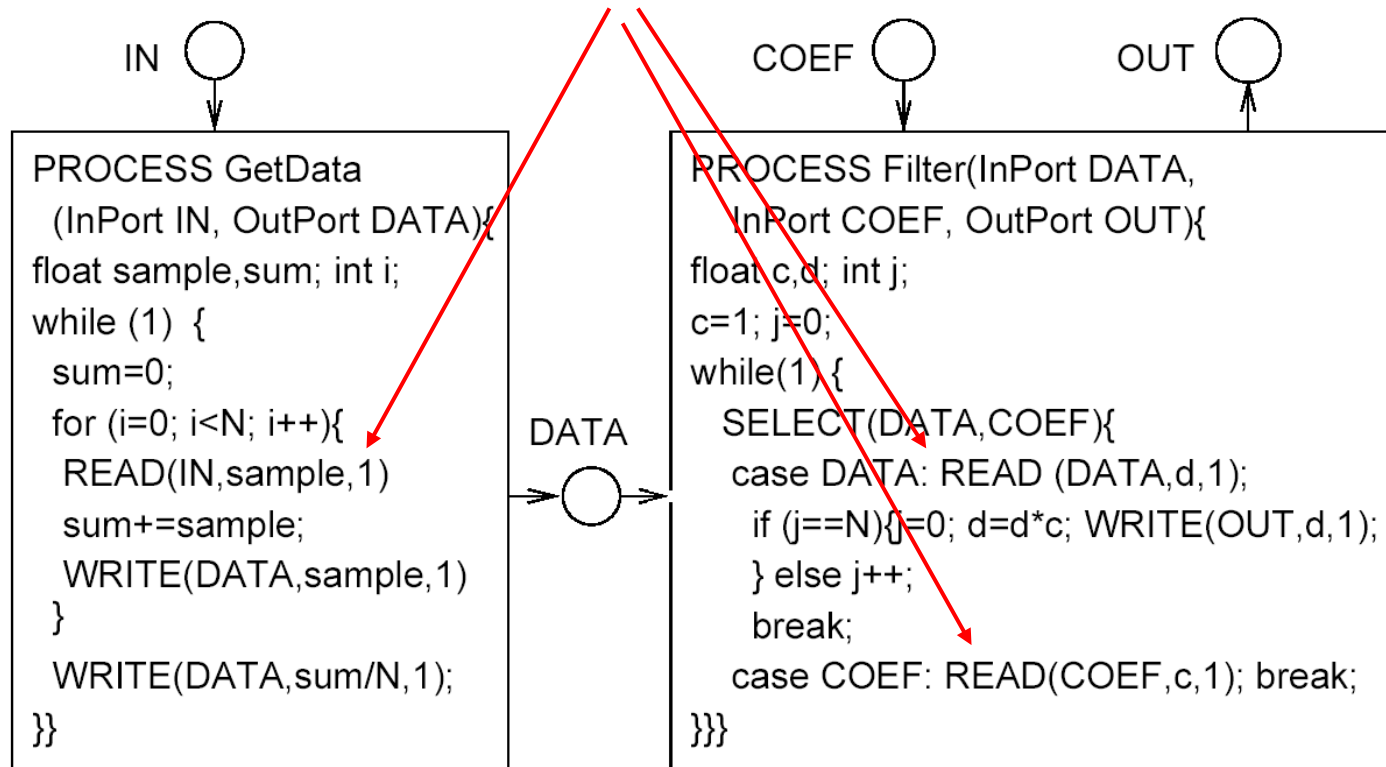 IN
COEF
OUT
PROCESS GetData
(InPort IN, OutPort DATA){
float sample,sum; int i;
while (1) {
sum=0;
for (i=0; i<N; i++){
READ(IN,sample,1)
sum+=sample;
WRITE(DATA,sample,1)
}
WRITE(DATA,sum/N,1);
}}
DATA
PROCESS Filter(InPort DATA,
InPort COEF, OutPort OUT){
float c,d; int j;
c=1; j=0;
while(1) {
SELECT(DATA,COEF){
case DATA: READ (DATA,d,1);
if (j==N){j=0; d=d*c; WRITE(OUT,d,1);
} else j++;
break;
case COEF: READ(COEF,c,1); break;
}}}